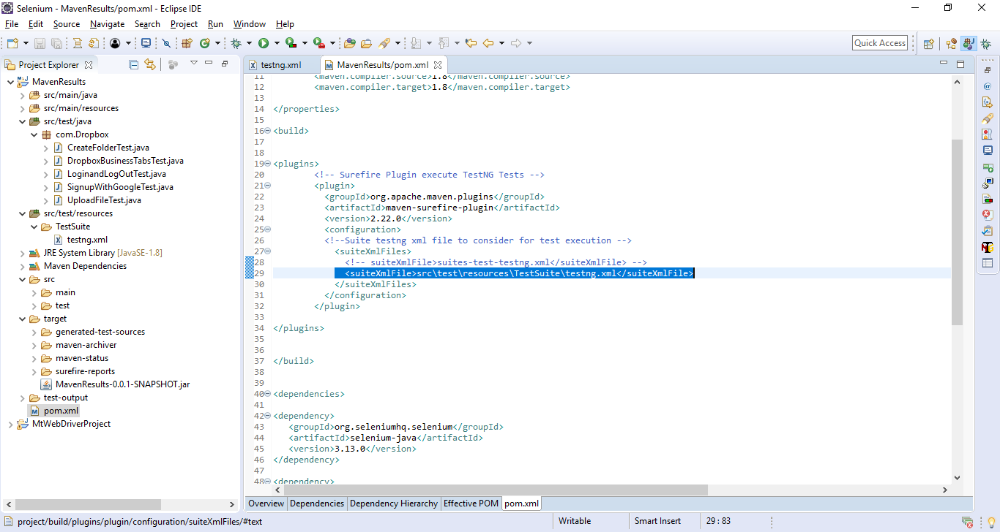 Selenium - MavenResults/pom.xml - Eclipse IDE
File Edit Source Navigate Search Project Run Window Help
Quick Access
Project Explorer
MavenResults
src/main/java
src/main/resources
src/test/java
com.Dropbox
CreateFolderTest.java
DropboxBusinessTabsTest.java
LoginandLogOutTest.java
SignupWithGoogleTest.java
UploadFileTest.java
src/test/resources
TestSuite
testng.xml
JRE System Library [JavaSE-1.8]
Maven Dependencies
src
main
test
target
generated-test-sources
maven-archiver
maven-status
surefire-reports
MavenResults-0.0.1-SNAPSHOT.jar
test-output
pom.xml
MtWebDriverProject
testng.xml MavenResults/pom.xml
11 <maven.compiler.source>1.8</maven.compiler.source>
12 <maven.compiler.target>1.8</maven.compiler.target>
13
14 </properties>
15
16 <build>
17
18
19 <plugins>
20 <!-- Surefire Plugin execute TestNG Tests -->
21 <plugin>
22 <groupId>org.apache.maven.plugins</groupId>
23 <artifactId>maven-surefire-plugin</artifactId>
24 <version>2.22.0</version>
25 <configuration>
26 <!--Suite testng xml file to consider for test execution -->
27 <suiteXmlFiles>
28 <!-- suiteXmlFile>suites-test-testng.xml</suiteXmlFile> -->
29 <suiteXmlFile>src\test\resources\TestSuite\testng.xml</suiteXmlFile>
30 </suiteXmlFiles>
31 </configuration>
32 </plugin>
33
34 </plugins>
35
36
37 </build>
38
39
40 <dependencies>
41
42 <dependency>
43 <groupId>org.seleniumhq.selenium</groupId>
44 <artifactId>selenium-java</artifactId>
45 <version>3.13.0</version>
46 </dependency>
47
48 <dependency>
Overview Dependencies Dependency Hierarchy Effective POM pom.xml
project/build/plugins/plugin/configuration/suiteXmlFiles/#text Writable Smart Insert 29 : 83